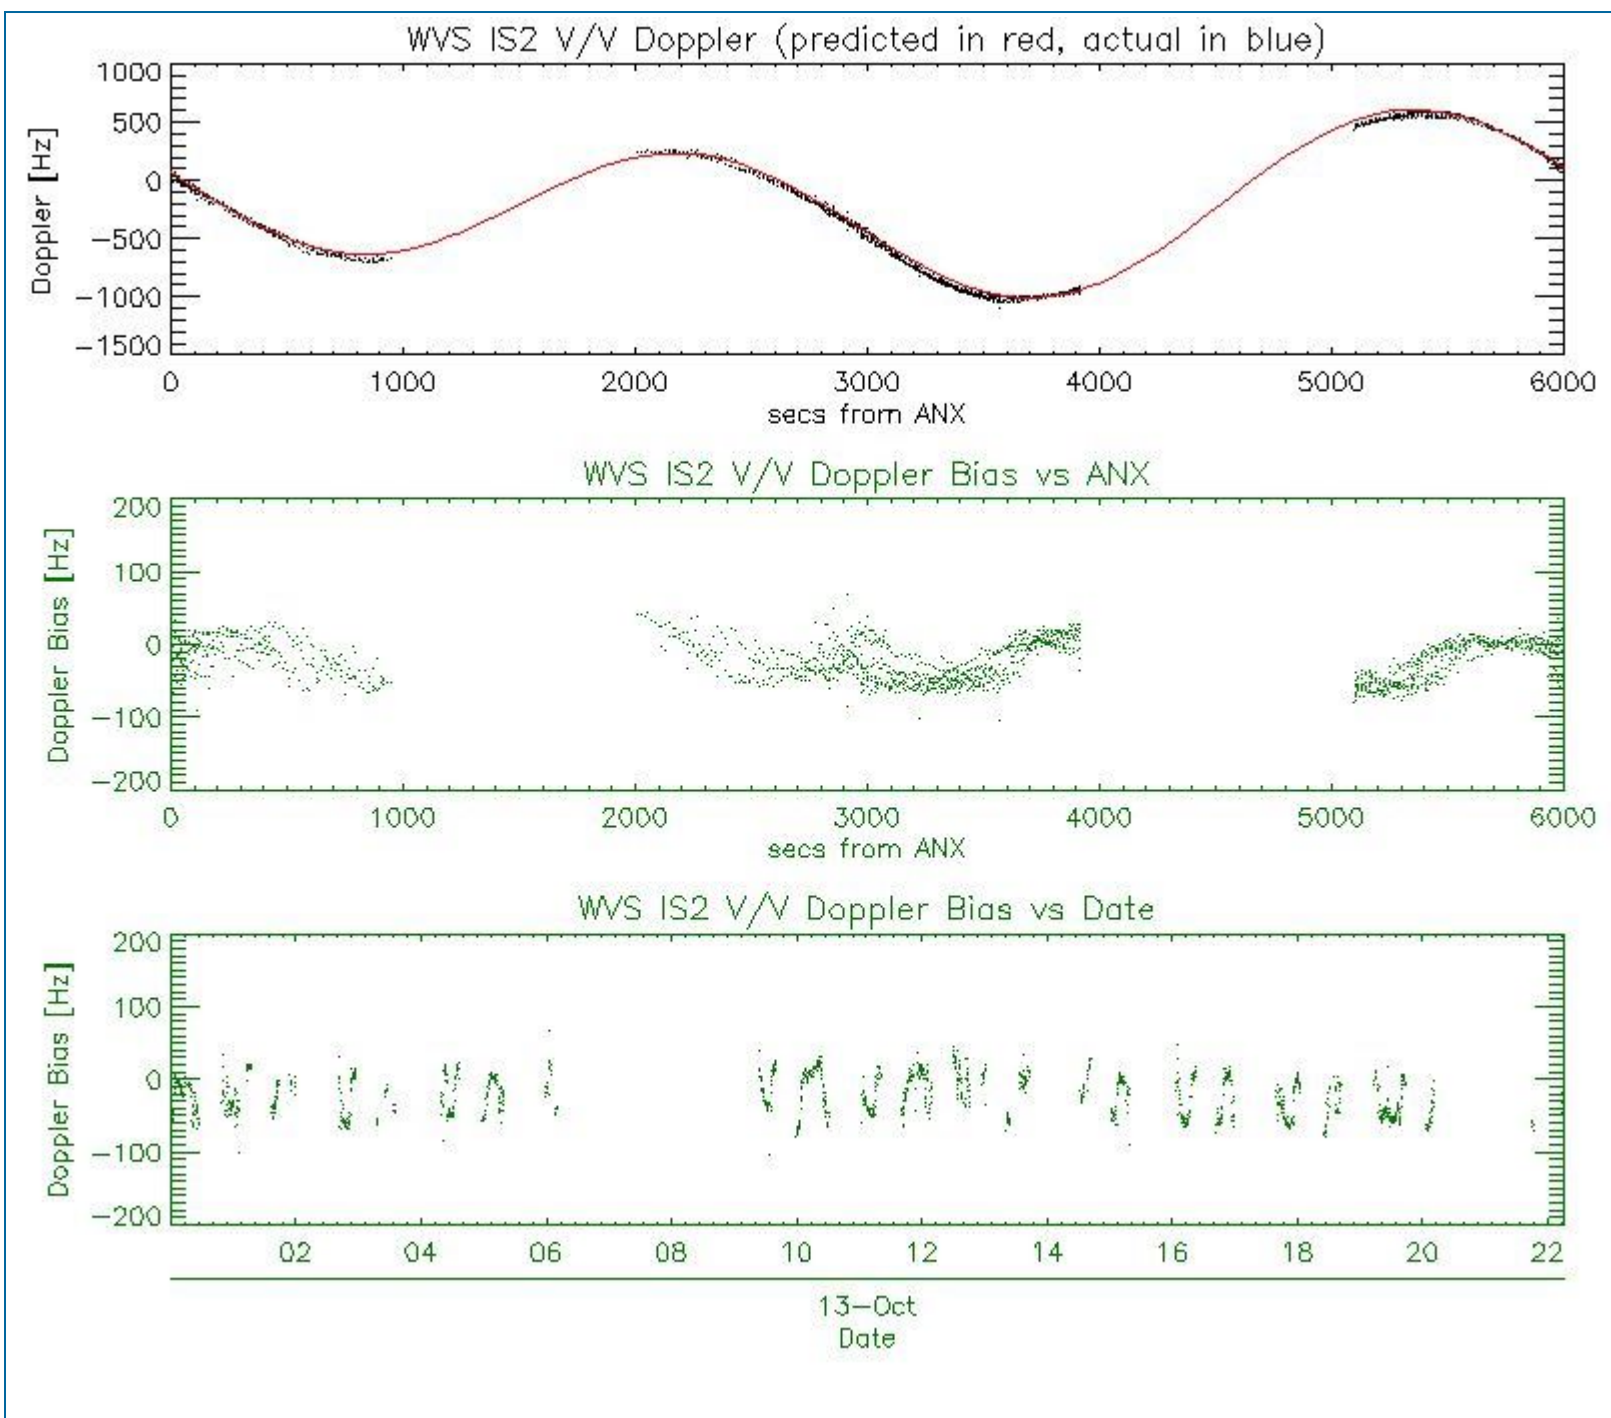 WVS IS2 V/V Doppler (predicted in red, actual in blue)
Doppler [Hz]
1000
500
0
-500
-1000
-1500
0 1000 2000 3000 4000 5000 6000
secs from ANX
WVS IS2 V/V Doppler Bias vs ANX
Doppler Bias [Hz]
200
100
0
-100
-200
0 1000 2000 3000 4000 5000 6000
secs from ANX
WVS IS2 V/V Doppler Bias vs Date
Doppler Bias [Hz]
200
100
0
-100
-200
02 04 06 08 10 12 14 16 18 20 22
13-Oct
Date